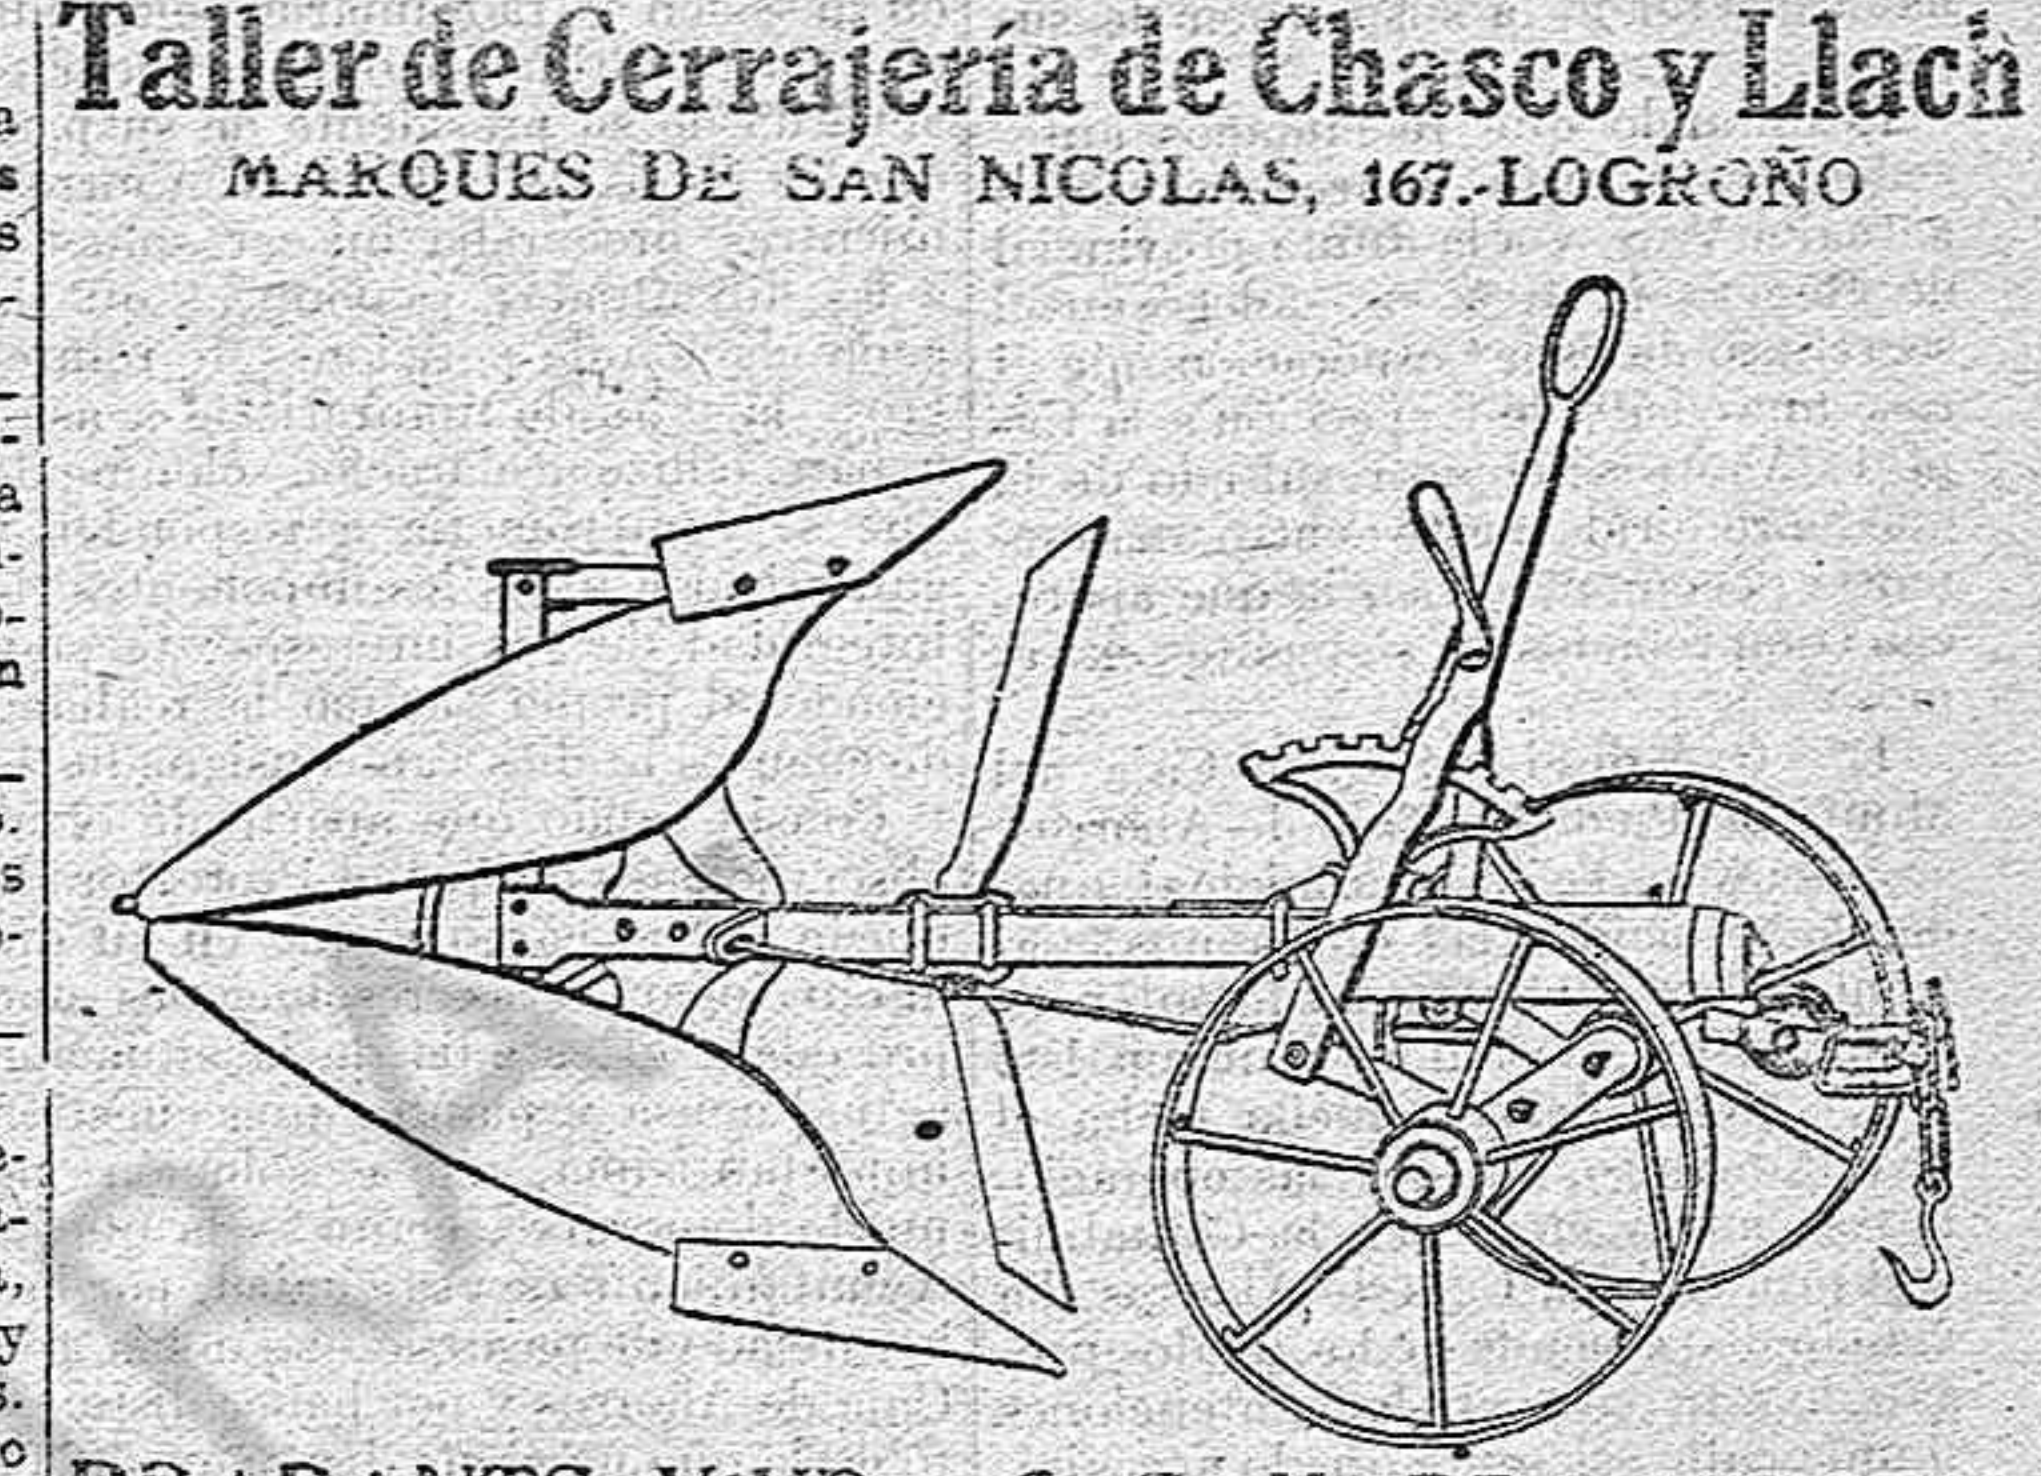 Taller de Cerrajería de Chasco y Llach
MARQUES DE SAN NICOLAS, 167.-LOGROÑO